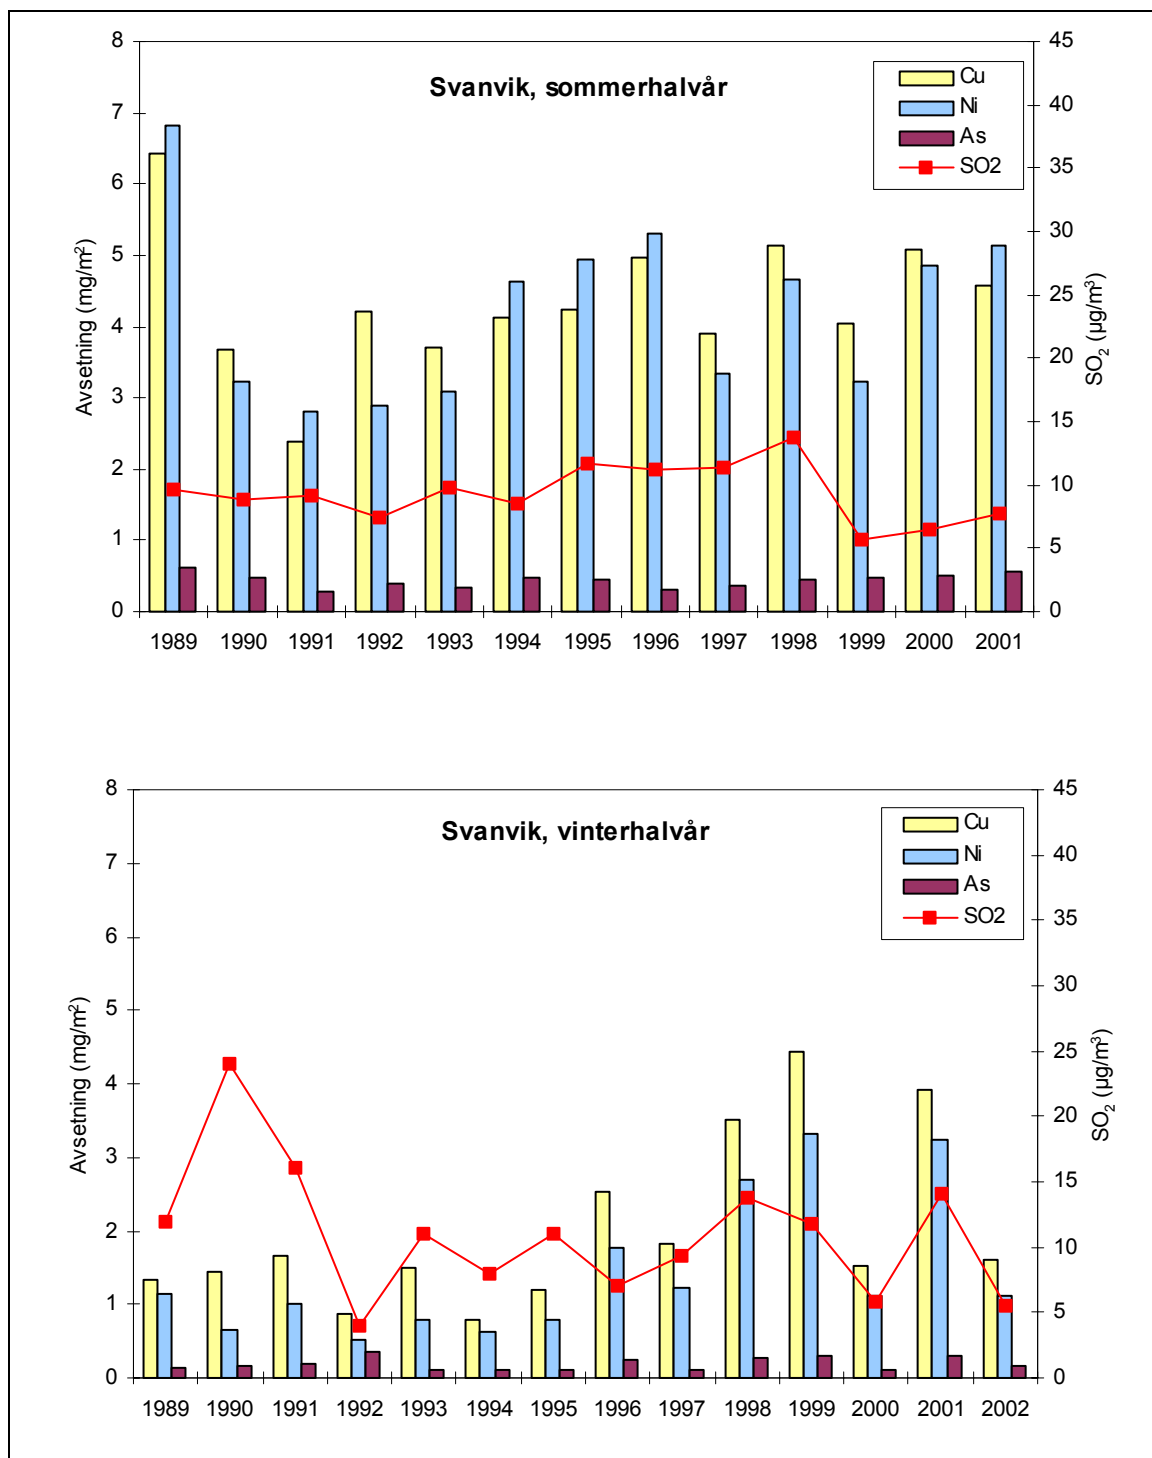 Svanvik, sommerhalvår
Cu
Ni
As
SO2
Avsetning (mg/m²)
8
7
6
5
4
3
2
1
0
SO₂ (µg/m³)
45
40
35
30
25
20
15
10
5
0
1989 1990 1991 1992 1993 1994 1995 1996 1997 1998 1999 2000 2001
Svanvik, vinterhalvår
Cu
Ni
As
SO2
Avsetning (mg/m²)
8
7
6
5
4
3
2
1
0
SO₂ (µg/m³)
45
40
35
30
25
20
15
10
5
0
1989 1990 1991 1992 1993 1994 1995 1996 1997 1998 1999 2000 2001 2002